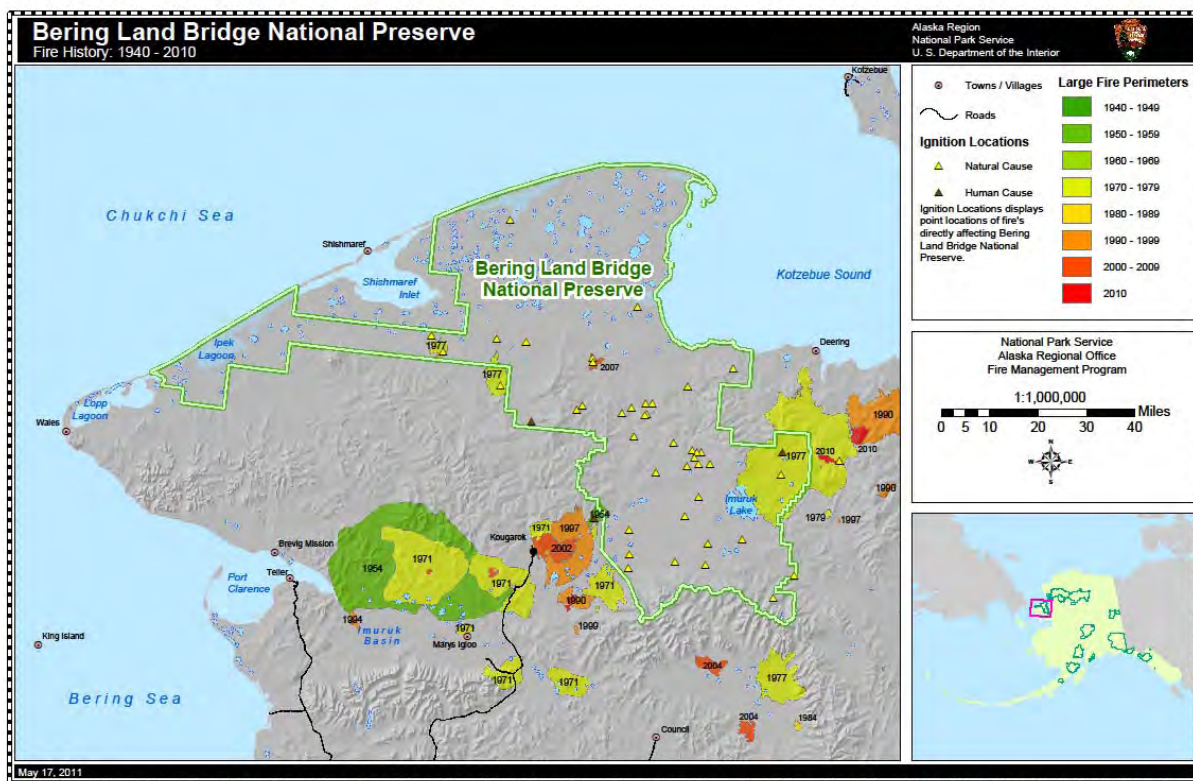 Bering Land Bridge National Preserve
Fire History: 1940 - 2010
Alaska Region
National Park Service
U. S. Department of the Interior
Towns / Villages
Roads
Ignition Locations
Natural Cause
Human Cause
Ignition Locations displays
point locations of fire's
directly affecting Bering
Land Bridge National
Preserve.
Large Fire Perimeters
1940 - 1949
1950 - 1959
1960 - 1969
1970 - 1979
1980 - 1989
1990 - 1999
2000 - 2009
2010
National Park Service
Alaska Regional Office
Fire Management Program
1:1,000,000
Miles
0 5 10 20 30 40
N
W E
S
Kotzebue
Chukchi Sea
Shishmaref
Shishmaref
Inlet
Bering Land Bridge
National Preserve
Kotzebue Sound
Ipek
Lagoon
1977
1977
2007
Deering
Lopp
Lagoon
Wales
1990
2010
1977
2010
1979
1997
Imuruk
Lake
1971
1997
Kougarok
2002
Brevig Mission
1954
1971
Teller
Port
Clarence
1971
1971
1990
1994
1999
Imuruk
Basin
1971
Marys Igloo
King Island
1971
1971
2004
1977
Bering Sea
2004
1984
Council
May 17, 2011